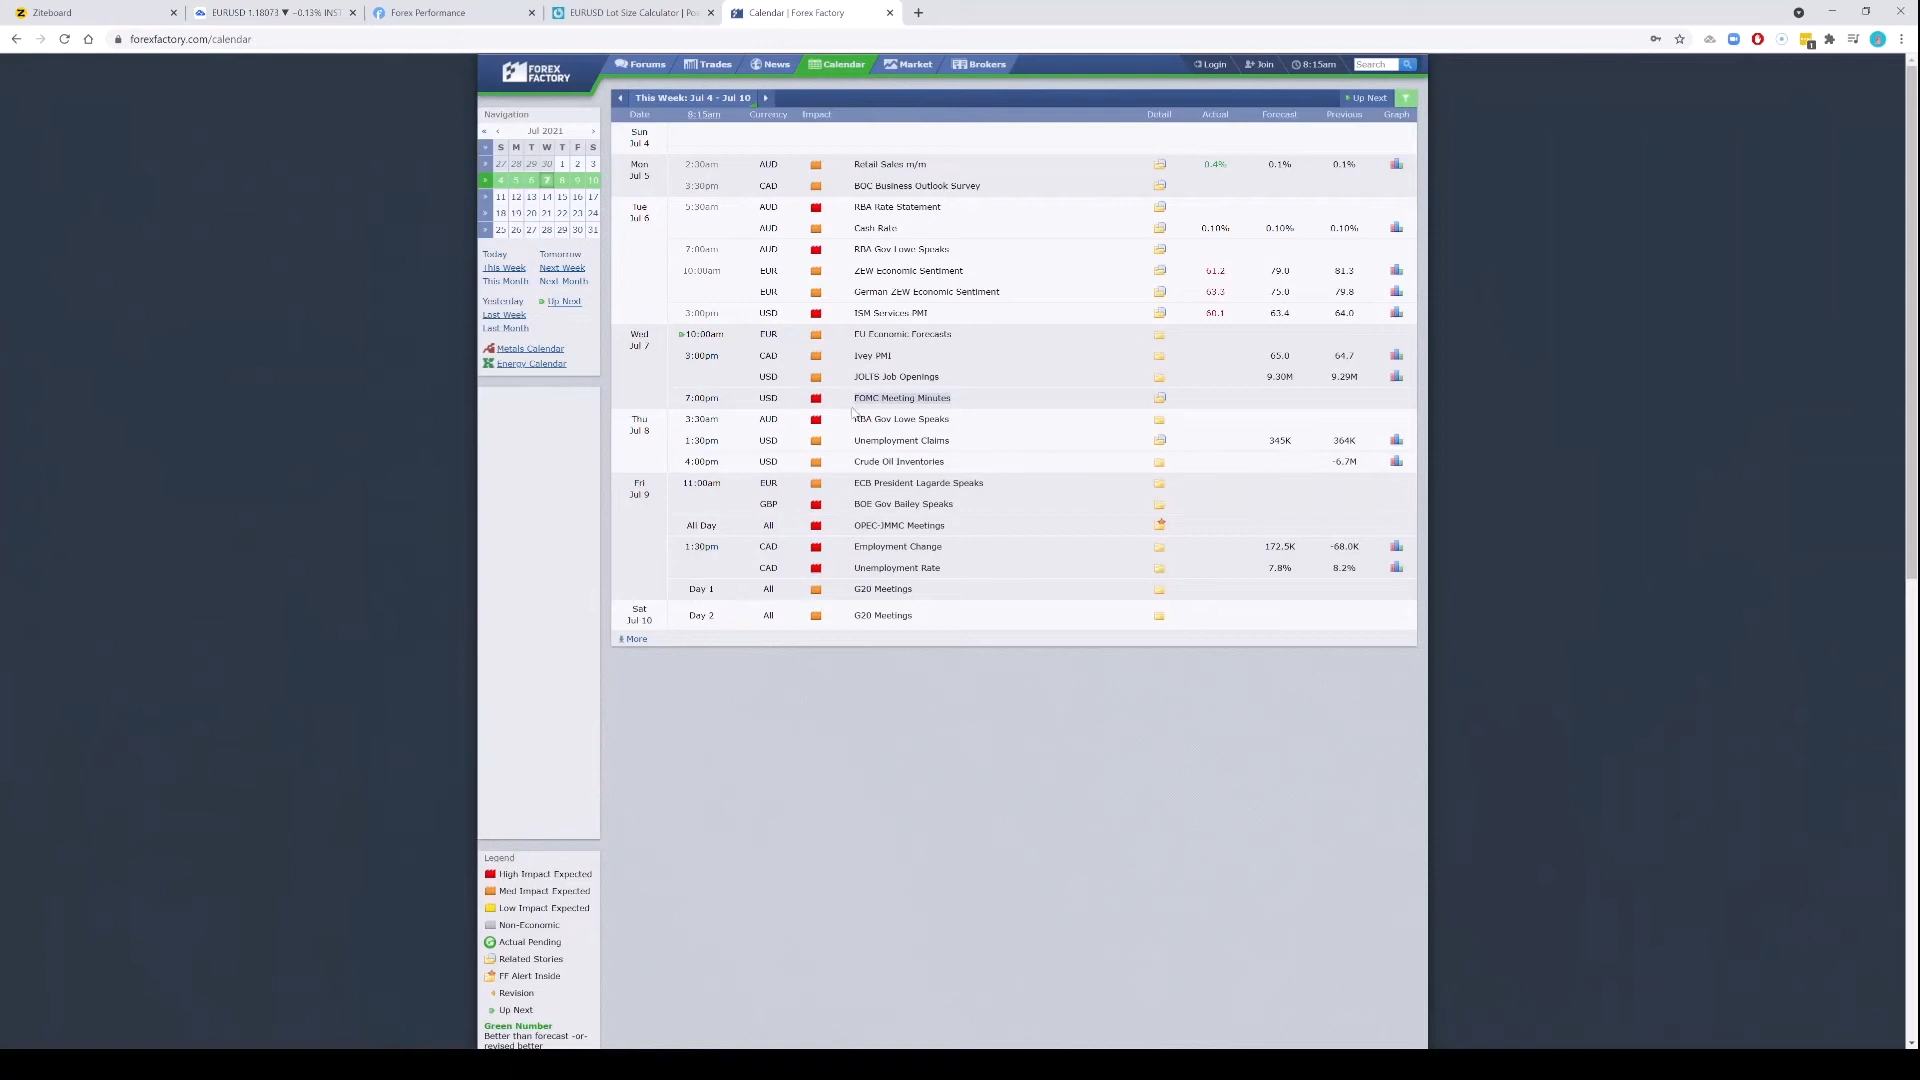 Ziteboard
EURUSD 1.18073 ▼ −0.13% INST
Forex Performance
EURUSD Lot Size Calculator | Po
Calendar | Forex Factory
forexfactory.com/calendar
1
FOREX FACTORY
Forums Trades News Calendar Market Brokers Login Join 8:15am Search
Navigation
« ‹ Jul 2021 ›
S M T W T F S
27 28 29 30 1 2 3
4 5 6 7 8 9 10
11 12 13 14 15 16 17
18 19 20 21 22 23 24
25 26 27 28 29 30 31
Today Tomorrow
This Week Next Week
This Month Next Month
Yesterday Up Next
Last Week
Last Month
Metals Calendar
Energy Calendar
This Week: Jul 4 - Jul 10 Up Next
Date 8:15am Currency Impact Detail Actual Forecast Previous Graph
Sun
Jul 4
Mon
Jul 5
2:30am AUD Retail Sales m/m 0.4% 0.1% 0.1%
3:30pm CAD BOC Business Outlook Survey
Tue
Jul 6
5:30am AUD RBA Rate Statement
AUD Cash Rate 0.10% 0.10% 0.10%
7:00am AUD RBA Gov Lowe Speaks
10:00am EUR ZEW Economic Sentiment 61.2 79.0 81.3
EUR German ZEW Economic Sentiment 63.3 75.0 79.8
3:00pm USD ISM Services PMI 60.1 63.4 64.0
Wed
Jul 7
10:00am EUR EU Economic Forecasts
3:00pm CAD Ivey PMI 65.0 64.7
USD JOLTS Job Openings 9.30M 9.29M
7:00pm USD FOMC Meeting Minutes
Thu
Jul 8
3:30am AUD RBA Gov Lowe Speaks
1:30pm USD Unemployment Claims 345K 364K
4:00pm USD Crude Oil Inventories -6.7M
Fri
Jul 9
11:00am EUR ECB President Lagarde Speaks
GBP BOE Gov Bailey Speaks
All Day All OPEC-JMMC Meetings
1:30pm CAD Employment Change 172.5K -68.0K
CAD Unemployment Rate 7.8% 8.2%
Day 1 All G20 Meetings
Sat
Jul 10
Day 2 All G20 Meetings
More
Legend
High Impact Expected
Med Impact Expected
Low Impact Expected
Non-Economic
Actual Pending
Related Stories
FF Alert Inside
Revision
Up Next
Green Number
Better than forecast -or-
revised better